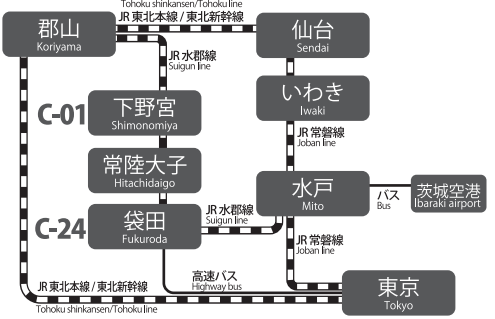 Tohoku shinkansen/Tohoku line
JR 東北本線 / 東北新幹線
郡山
Koriyama
仙台
Sendai
JR 水郡線
Suigun line
C-01
下野宮
Shimonomiya
いわき
Iwaki
JR 常磐線
Joban line
常陸大子
Hitachidaigo
水戸
Mito
バス
Bus
茨城空港
Ibaraki airport
C-24
袋田
Fukuroda
JR 水郡線
Suigun line
JR 常磐線
Joban line
高速バス
Highway bus
JR 東北本線 / 東北新幹線
Tohoku shinkansen/Tohoku line
東京
Tokyo